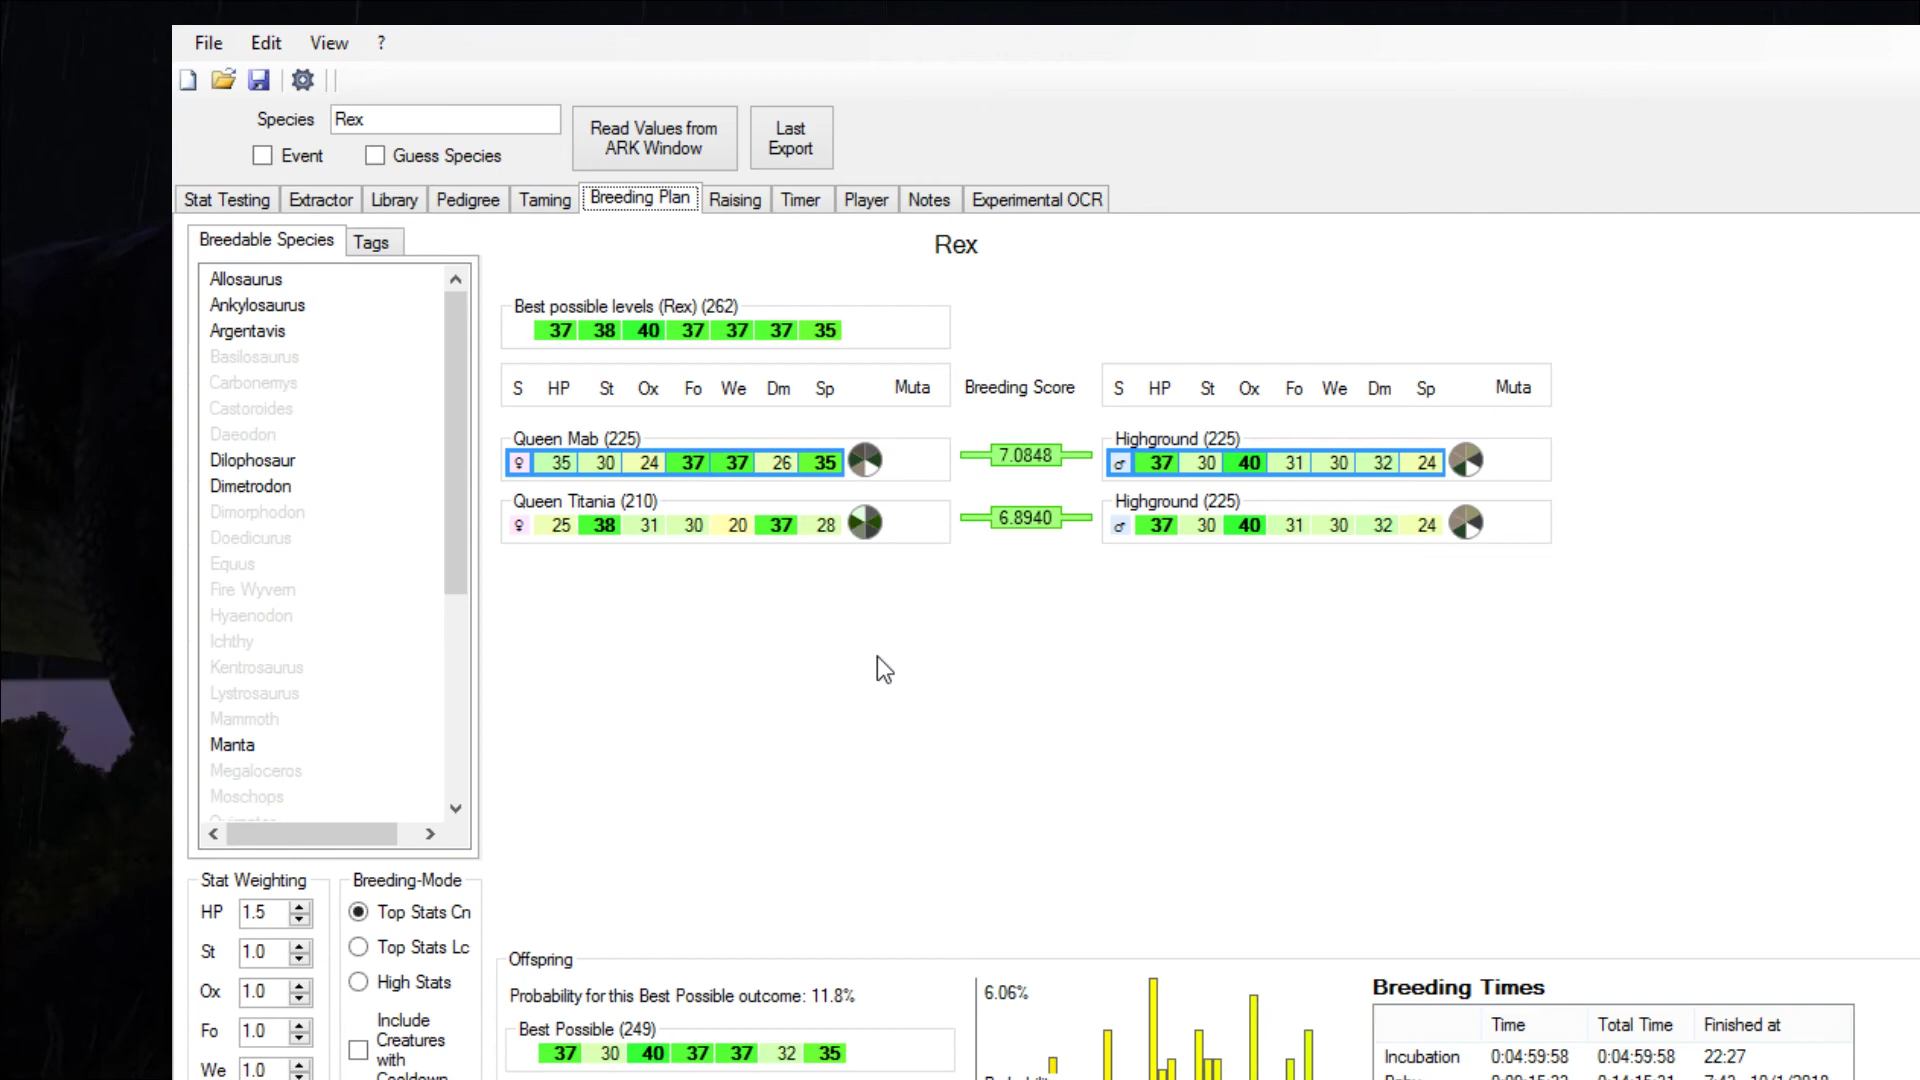 File Edit View ?
Species Rex
Event Guess Species
Read Values from
ARK Window
Last
Export
Stat Testing Extractor Library Pedigree Taming Breeding Plan Raising Timer Player Notes Experimental OCR
Breedable Species Tags
Allosaurus
Ankylosaurus
Argentavis
Basilosaurus
Carbonemys
Castoroides
Daeodon
Dilophosaur
Dimetrodon
Dimorphodon
Doedicurus
Equus
Fire Wyvern
Hyaenodon
Ichthy
Kentrosaurus
Lystrosaurus
Mammoth
Manta
Megaloceros
Moschops
Rex
Best possible levels (Rex) (262)
37 38 40 37 37 37 35
S HP St Ox Fo We Dm Sp Muta Breeding Score S HP St Ox Fo We Dm Sp Muta
Queen Mab (225)
♀ 35 30 24 37 37 26 35
7.0848
Highground (225)
♂ 37 30 40 31 30 32 24
Queen Titania (210)
♀ 25 38 31 30 20 37 28
6.8940
Highground (225)
♂ 37 30 40 31 30 32 24
Stat Weighting
HP 1.5
St 1.0
Ox 1.0
Fo 1.0
We 1.0
Breeding-Mode
Top Stats Cn
Top Stats Lc
High Stats
Include
Creatures
with
Offspring
Probability for this Best Possible outcome: 11.8%
Best Possible (249)
37 30 40 37 37 32 35
6.06%
Breeding Times
Time Total Time Finished at
Incubation 0:04:59:58 0:04:59:58 22:27